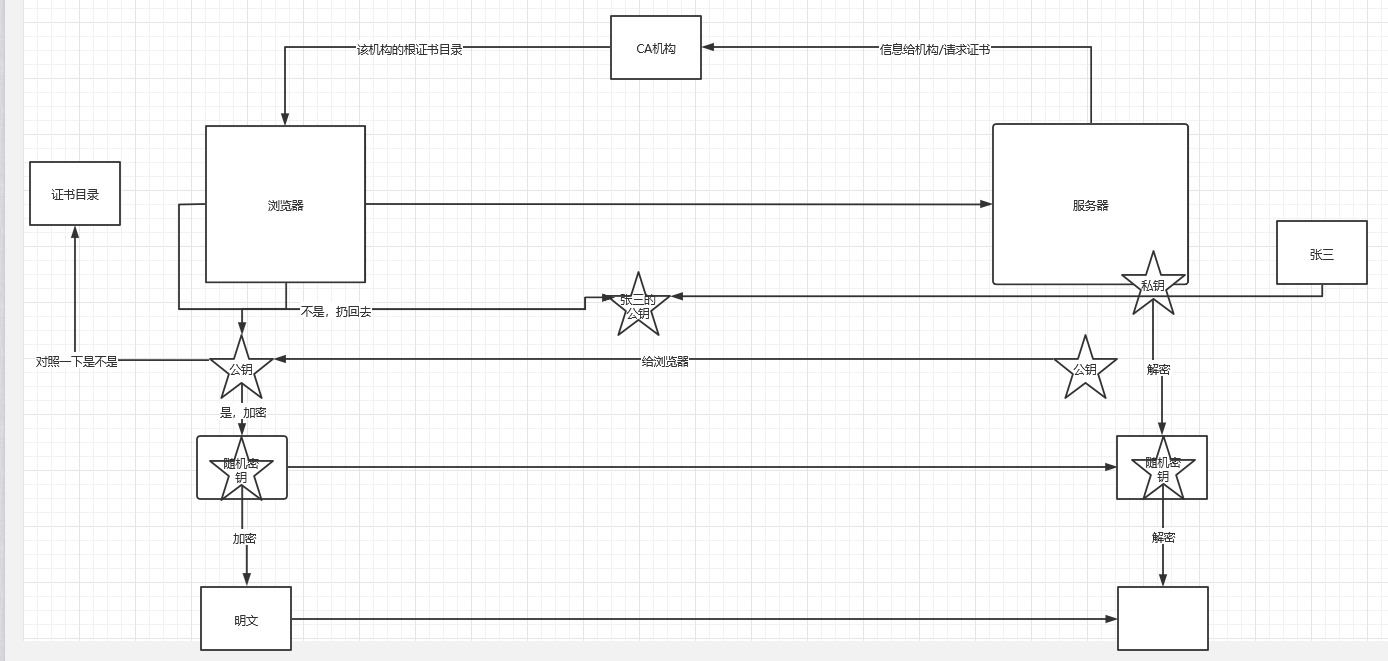 CA机构
该机构的根证书目录
信息给机构/请求证书
证书目录
浏览器
服务器
张三
私钥
张三的
公钥
不是，扔回去
对照一下是不是
公钥
给浏览器
公钥
解密
是，加密
随机密
钥
随机密
钥
加密
解密
明文